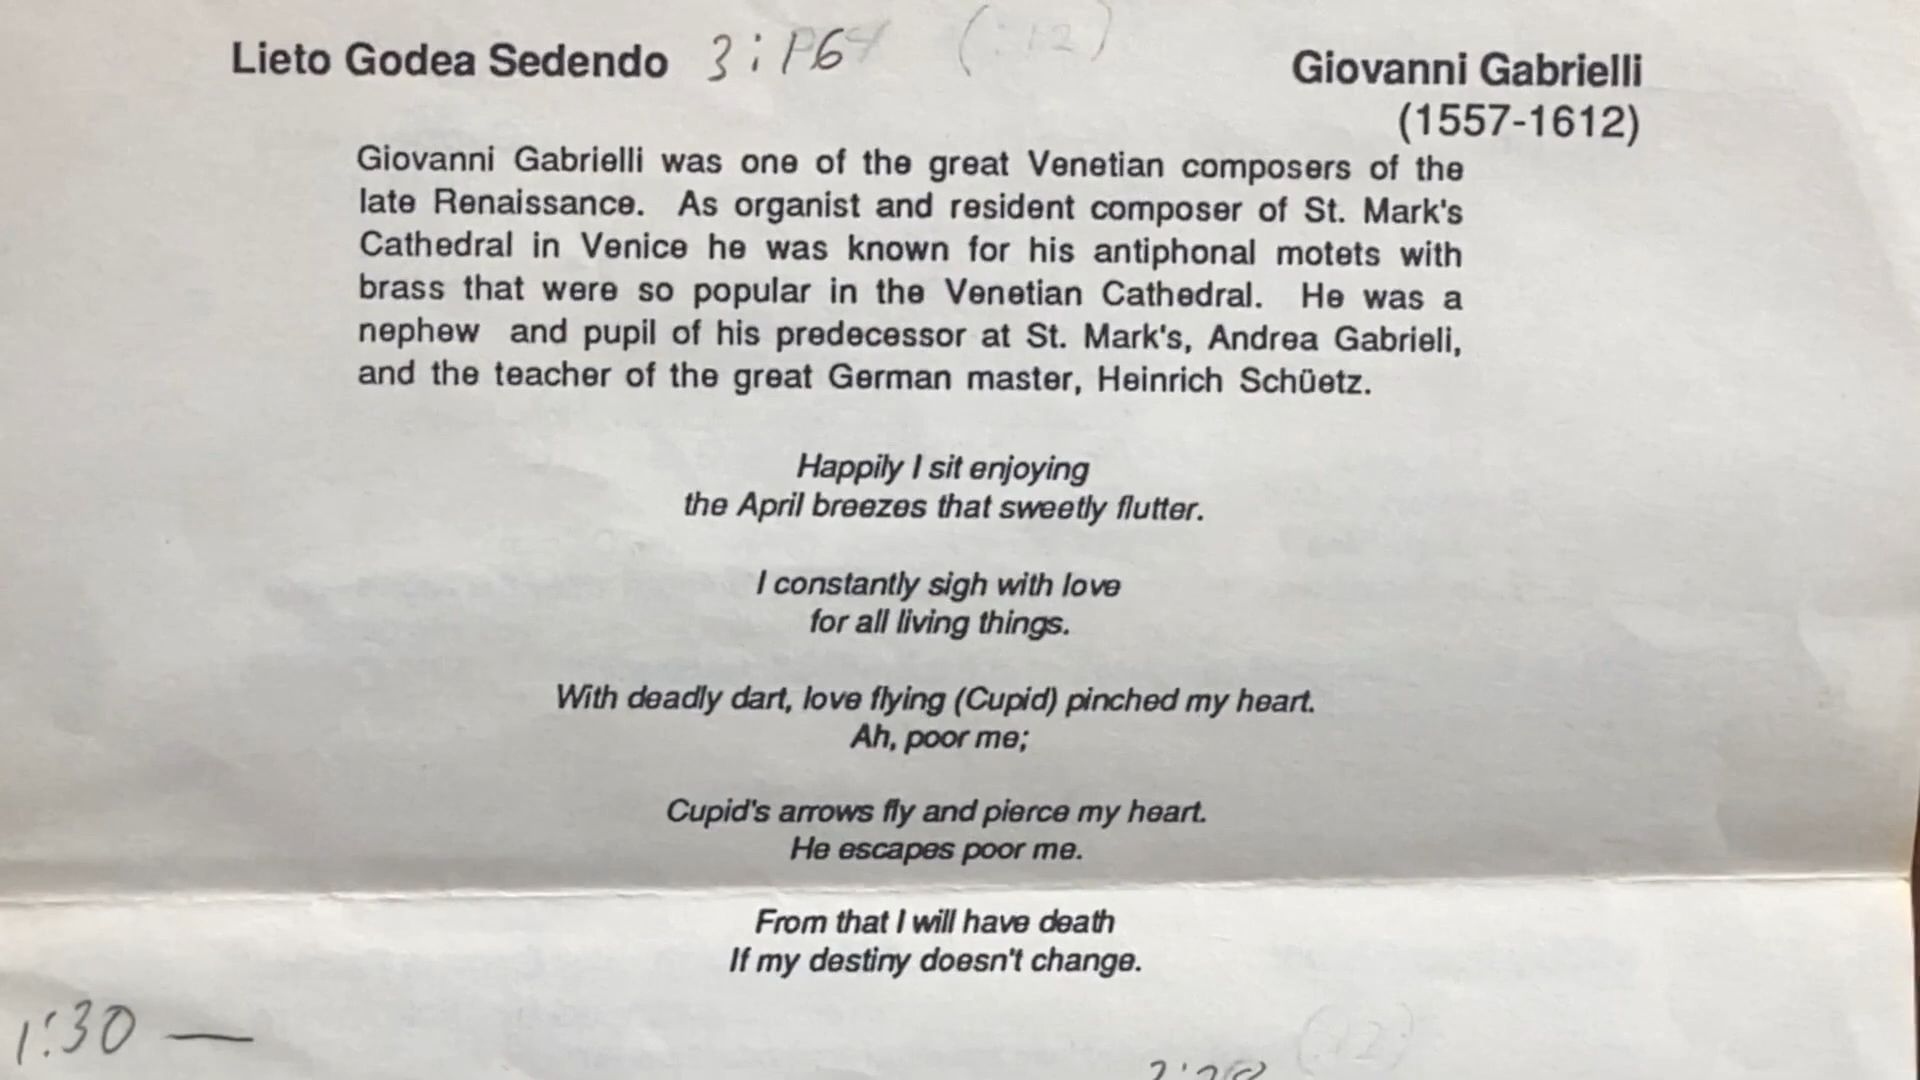 Lieto Godea Sedendo (:12)
Giovanni Gabrielli
(1557-1612)
Giovanni Gabrielli was one of the great Venetian composers of the
late Renaissance. As organist and resident composer of St. Mark's
Cathedral in Venice he was known for his antiphonal motets with
brass that were so popular in the Venetian Cathedral. He was a
nephew and pupil of his predecessor at St. Mark's, Andrea Gabrieli,
and the teacher of the great German master, Heinrich Schüetz.
Happily I sit enjoying
the April breezes that sweetly flutter.
I constantly sigh with love
for all living things.
With deadly dart, love flying (Cupid) pinched my heart.
Ah, poor me;
Cupid's arrows fly and pierce my heart.
He escapes poor me.
From that I will have death
If my destiny doesn't change.
1:30 —